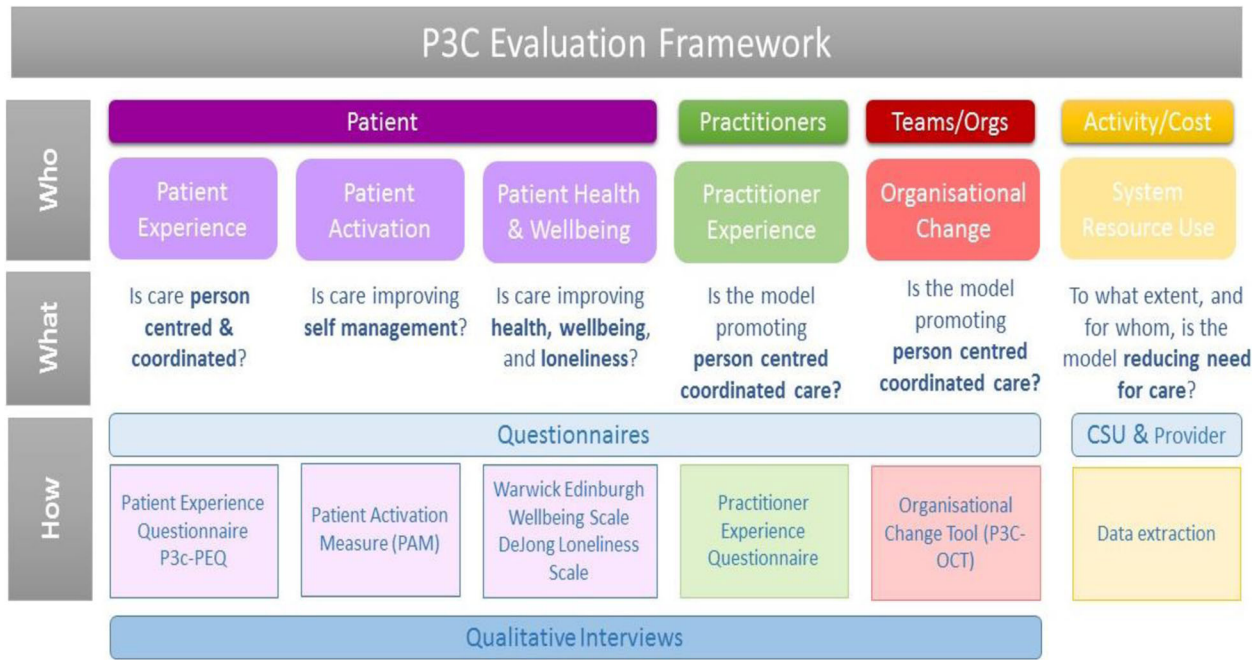 P3C Evaluation Framework
Who
Patient
Practitioners
Teams/Orgs
Activity/Cost
Patient
Experience
Patient
Activation
Patient Health
& Wellbeing
Practitioner
Experience
Organisational
Change
System
Resource Use
What
Is care person
centred &
coordinated?
Is care improving
self management?
Is care improving
health, wellbeing,
and loneliness?
Is the model
promoting
person centred
coordinated care?
Is the model
promoting
person centred
coordinated care?
To what extent, and
for whom, is the
model reducing need
for care?
How
Questionnaires
CSU & Provider
Patient Experience
Questionnaire
P3c-PEQ
Patient Activation
Measure (PAM)
Warwick Edinburgh
Wellbeing Scale
DeJong Loneliness
Scale
Practitioner
Experience
Questionnaire
Organisational
Change Tool (P3C-
OCT)
Data extraction
Qualitative Interviews